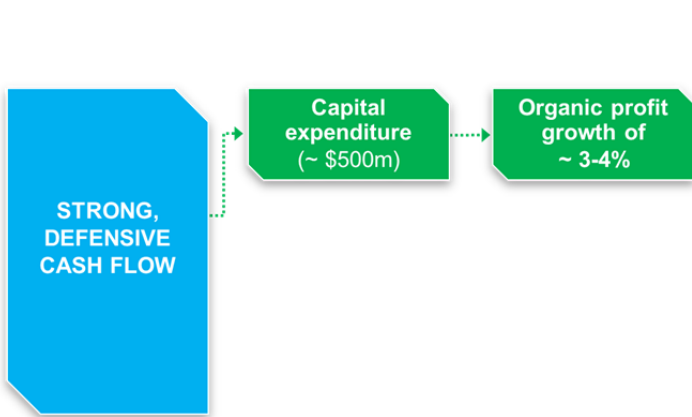 STRONG,
DEFENSIVE
CASH FLOW
Capital
expenditure
(~ $500m)
Organic profit
growth of
~ 3-4%